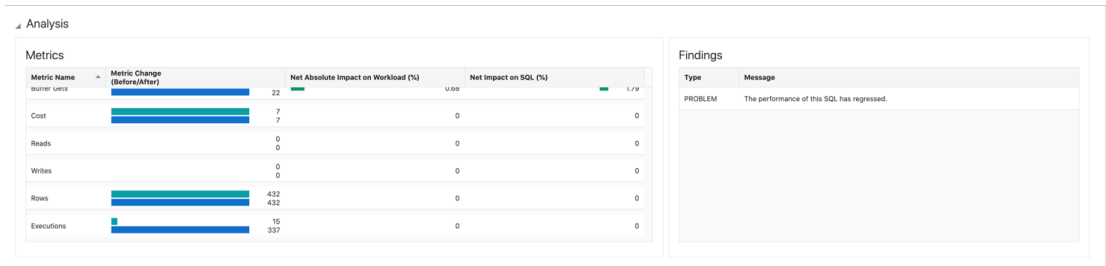 Analysis
Metrics
Metric Name
Metric Change
(Before/After)
Net Absolute Impact on Workload (%)
Net Impact on SQL (%)
Buffer Gets
22
0.68
1.79
Cost
7
7
0
0
Reads
0
0
0
0
Writes
0
0
0
0
Rows
432
432
0
0
Executions
15
337
0
0
Findings
Type
Message
PROBLEM
The performance of this SQL has regressed.